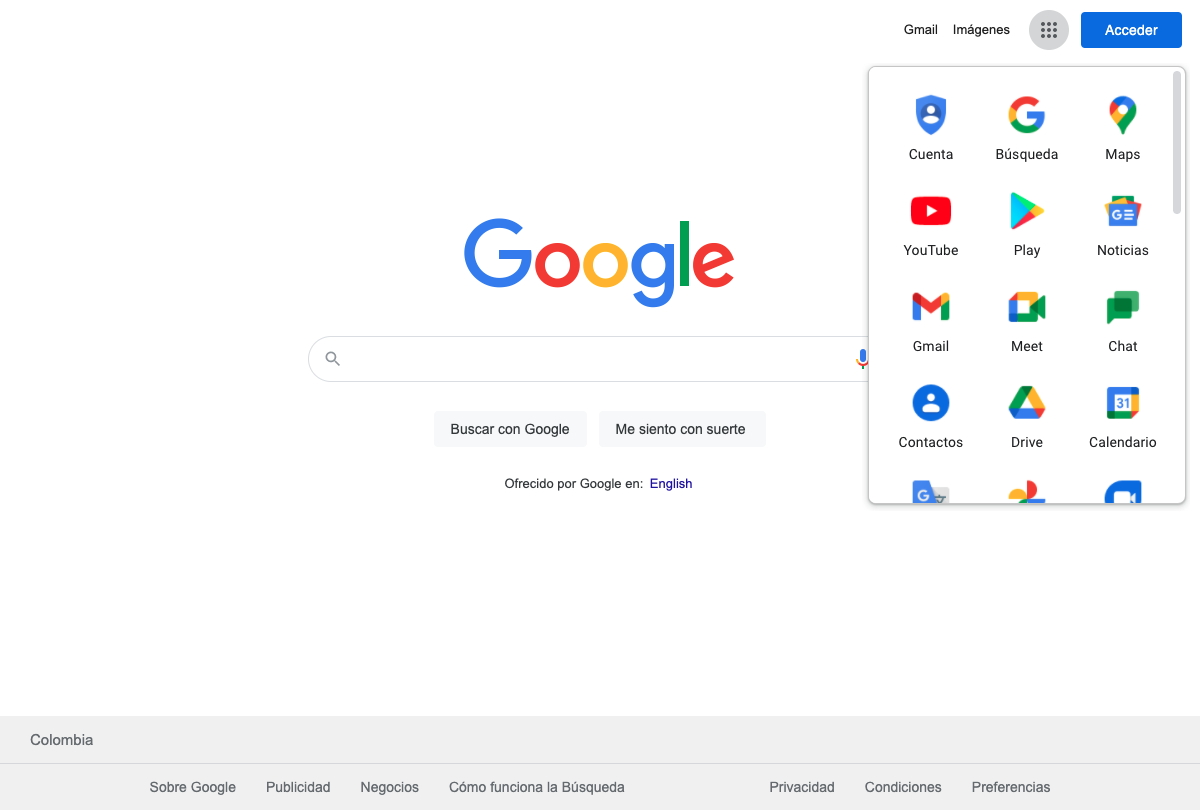 Gmail Imágenes Acceder
Cuenta Búsqueda Maps
YouTube Play Noticias
Gmail Meet Chat
31
Contactos Drive Calendario
G
Google
Buscar con Google Me siento con suerte
Ofrecido por Google en: English
Colombia
Sobre Google Publicidad Negocios Cómo funciona la Búsqueda Privacidad Condiciones Preferencias